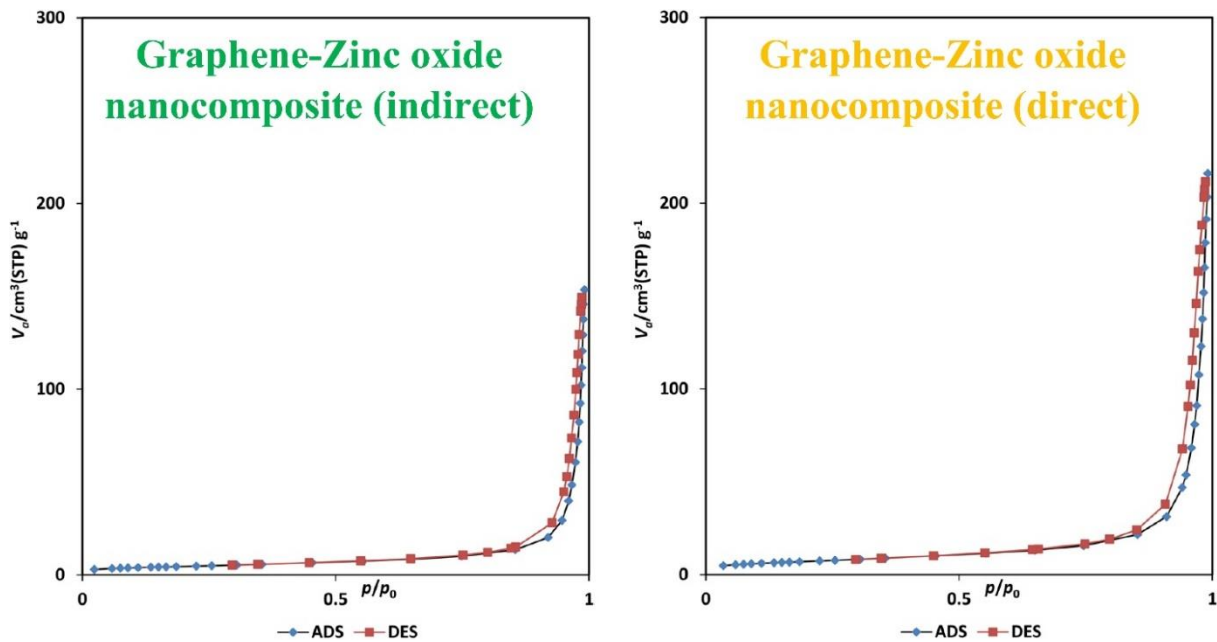 300
Graphene-Zinc oxide
nanocomposite (indirect)
200
Vₐ/cm³(STP) g⁻¹
100
0
0
0.5
1
p/p₀
ADS
DES
300
Graphene-Zinc oxide
nanocomposite (direct)
200
Vₐ/cm³(STP) g⁻¹
100
0
0
0.5
1
p/p₀
ADS
DES